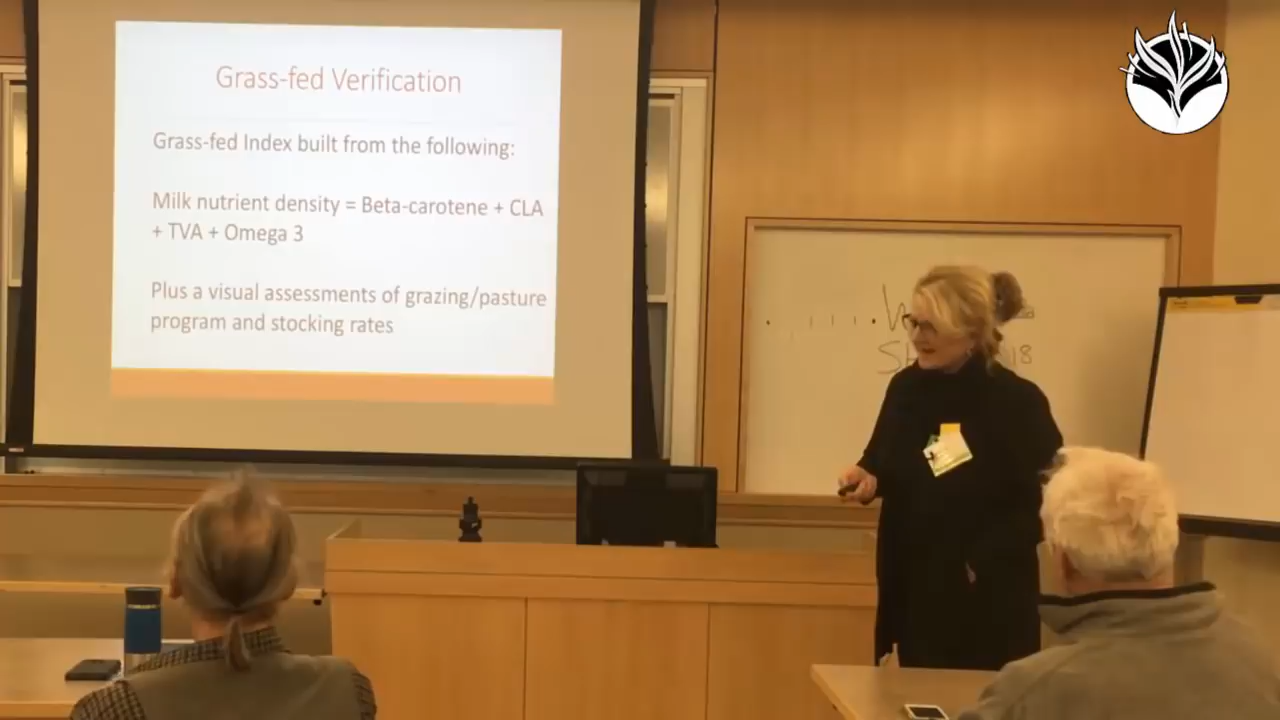 Grass-fed Verification
Grass-fed Index built from the following:
Milk nutrient density = Beta-carotene + CLA
+ TVA + Omega 3
Plus a visual assessments of grazing/pasture
program and stocking rates